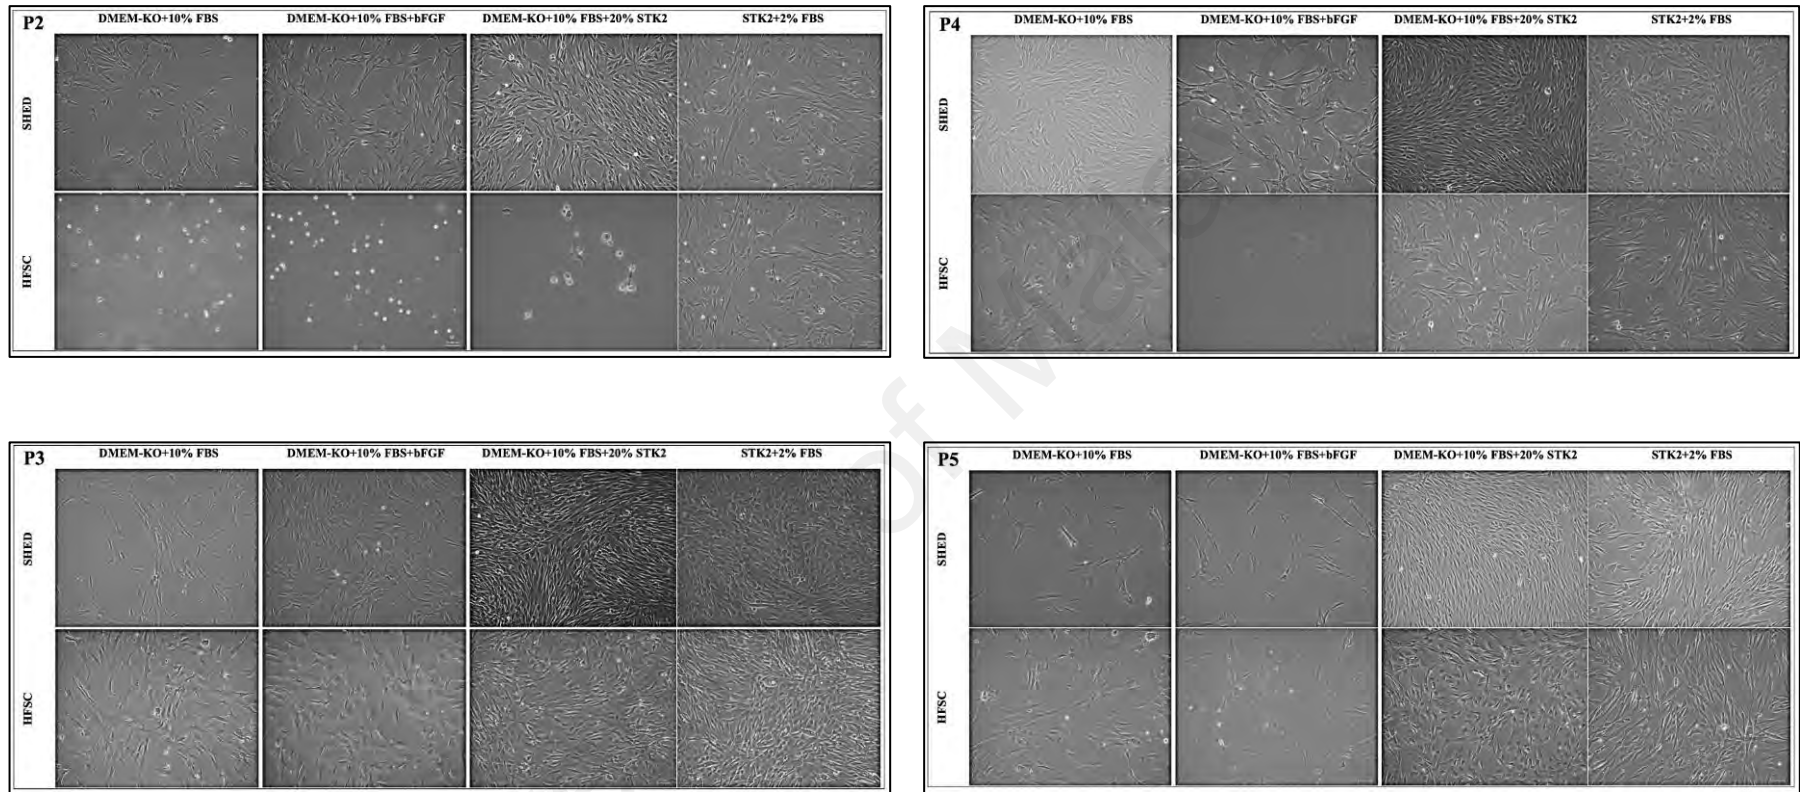 P2
DMEM-KO+10% FBS DMEM-KO+10% FBS+bFGF DMEM-KO+10% FBS+20% STK2 STK2+2% FBS
SHED
HFSC
P4
DMEM-KO+10% FBS DMEM-KO+10% FBS+bFGF DMEM-KO+10% FBS+20% STK2 STK2+2% FBS
SHED
HFSC
P3
DMEM-KO+10% FBS DMEM-KO+10% FBS+bFGF DMEM-KO+10% FBS+20% STK2 STK2+2% FBS
SHED
HFSC
P5
DMEM-KO+10% FBS DMEM-KO+10% FBS+bFGF DMEM-KO+10% FBS+20% STK2 STK2+2% FBS
SHED
HFSC
of